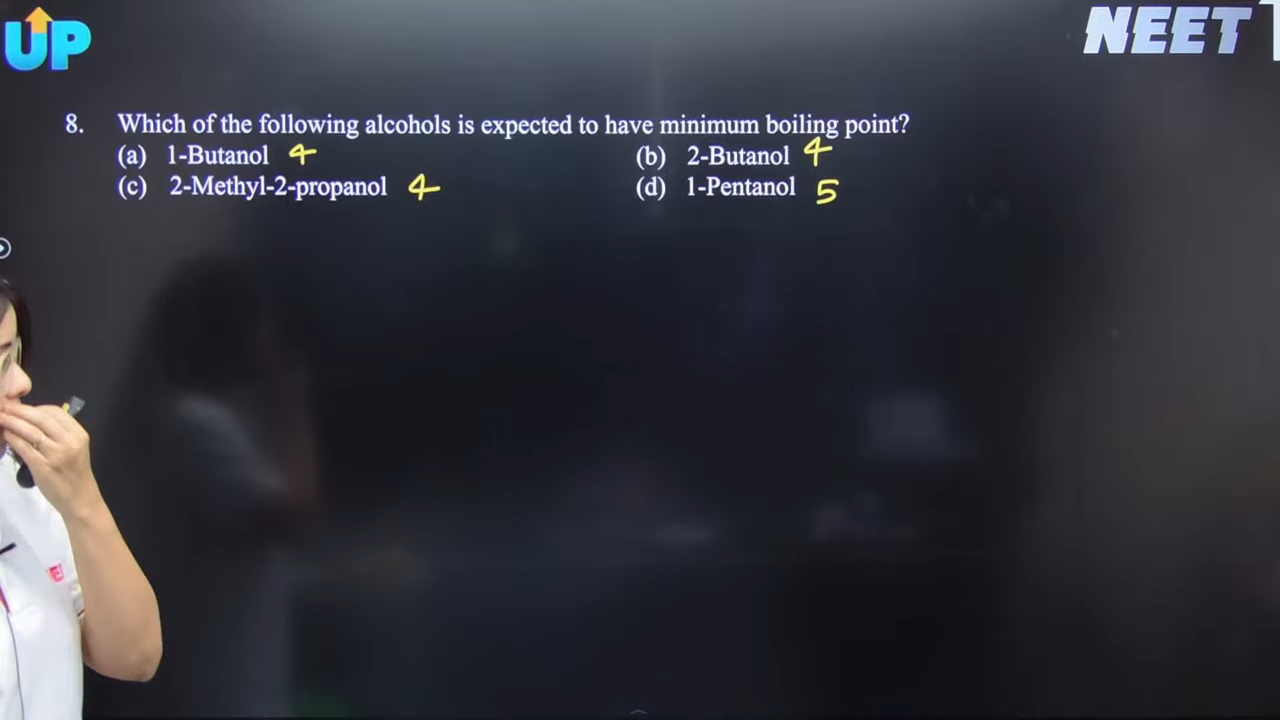 UP
NEET
8. Which of the following alcohols is expected to have minimum boiling point?
(a) 1-Butanol 4 (b) 2-Butanol 4
(c) 2-Methyl-2-propanol 4 (d) 1-Pentanol 5